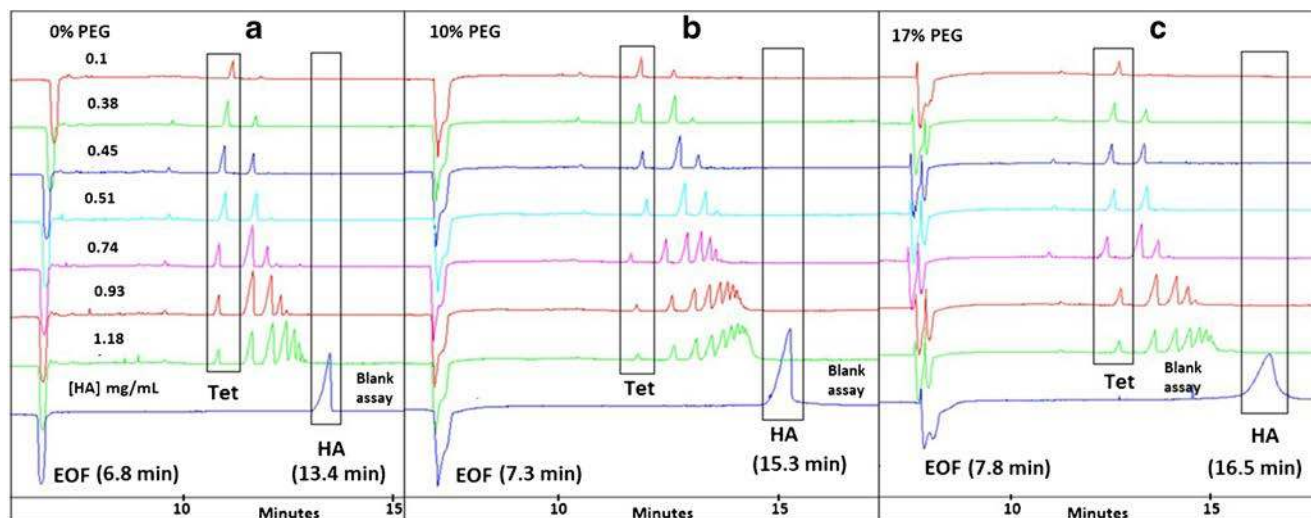 0% PEG
a
0.1
0.38
0.45
0.51
0.74
0.93
1.18
[HA] mg/mL
Tet
Blank
assay
HA
EOF (6.8 min)
(13.4 min)
10
15
Minutes
10% PEG
b
Tet
Blank
assay
HA
EOF (7.3 min)
(15.3 min)
10
15
Minutes
17% PEG
c
Tet
Blank
assay
HA
EOF (7.8 min)
(16.5 min)
10
15
Minutes